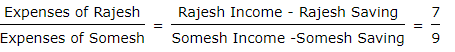 Expenses of Rajesh / Expenses of Somesh = Rajesh Income - Rajesh Saving / Somesh Income -Somesh Saving = 7 / 9